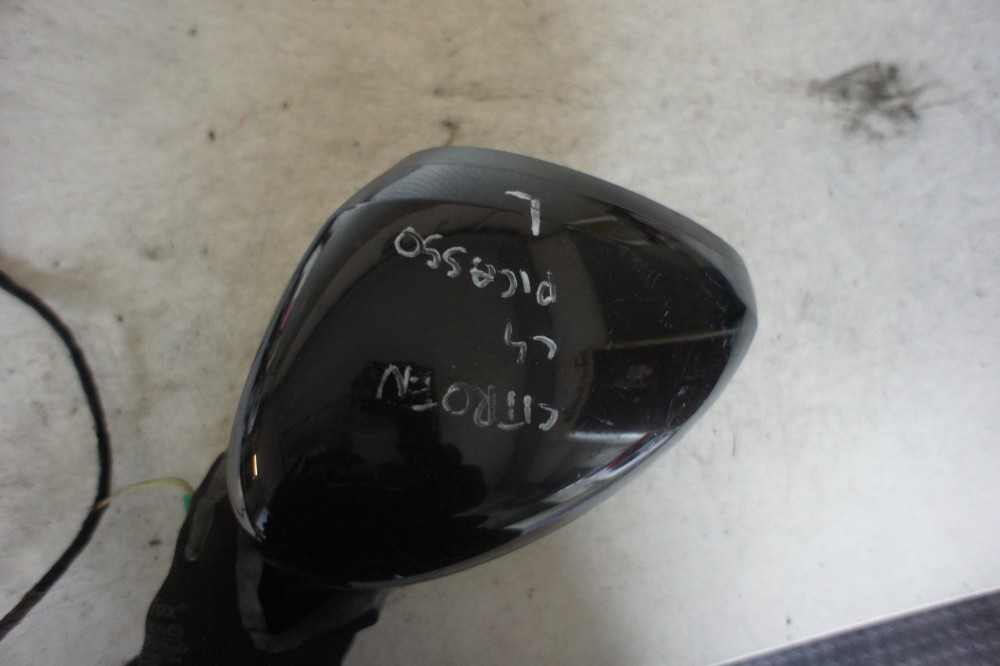 CITROEN
C4
PICASSO
L